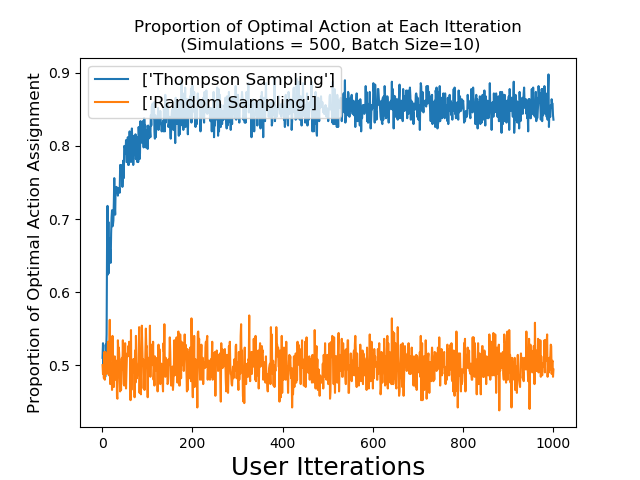 Proportion of Optimal Action at Each Itteration
(Simulations = 500, Batch Size=10)
['Thompson Sampling']
['Random Sampling']
Proportion of Optimal Action Assignment
0.9
0.8
0.7
0.6
0.5
0
200
400
600
800
1000
User Itterations